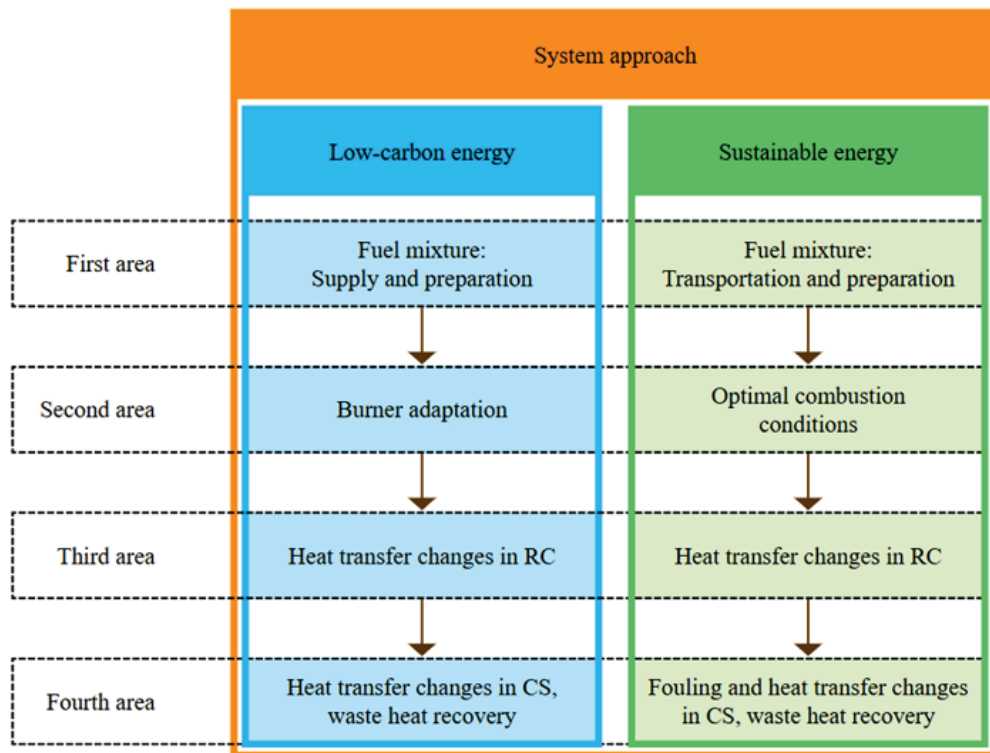 System approach
Low-carbon energy
Sustainable energy
First area
Fuel mixture:
Supply and preparation
Fuel mixture:
Transportation and preparation
Second area
Burner adaptation
Optimal combustion
conditions
Third area
Heat transfer changes in RC
Heat transfer changes in RC
Fourth area
Heat transfer changes in CS,
waste heat recovery
Fouling and heat transfer changes
in CS, waste heat recovery